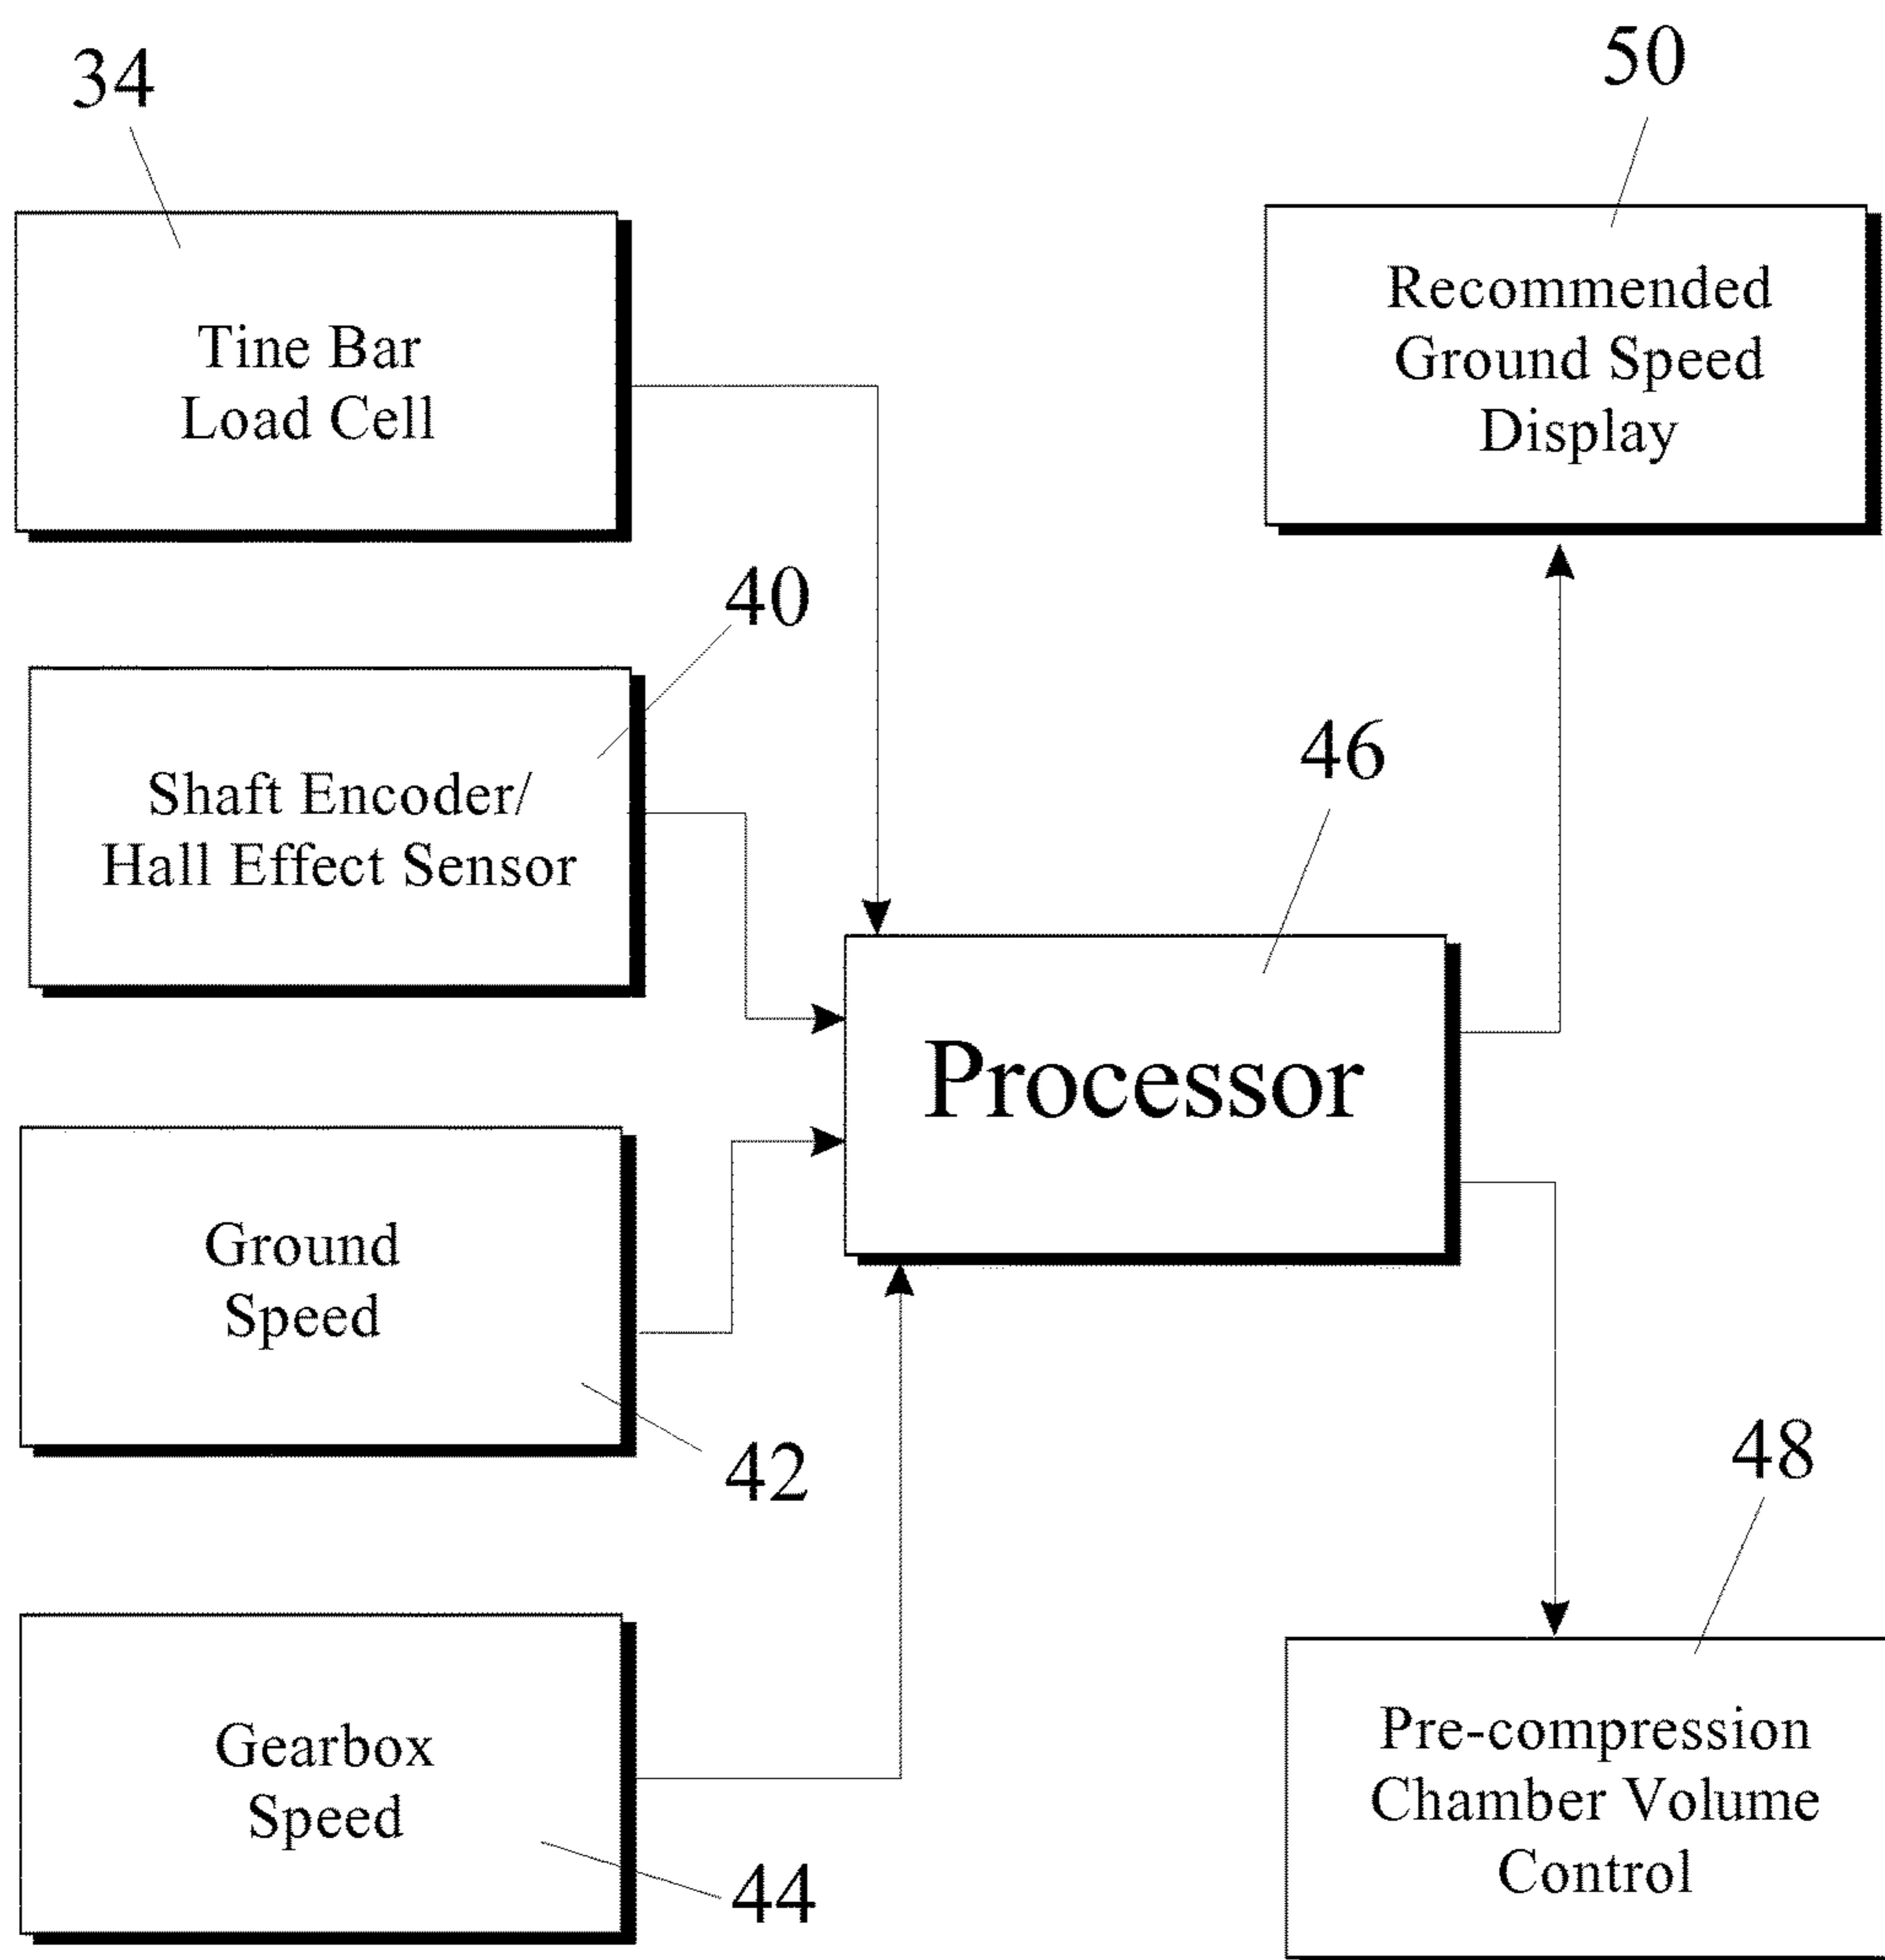 34
Tine Bar
Load Cell
50
Recommended
Ground Speed
Display
40
Shaft Encoder/
Hall Effect Sensor
46
Processor
Ground
Speed
42
48
Gearbox
Speed
44
Pre-compression
Chamber Volume
Control